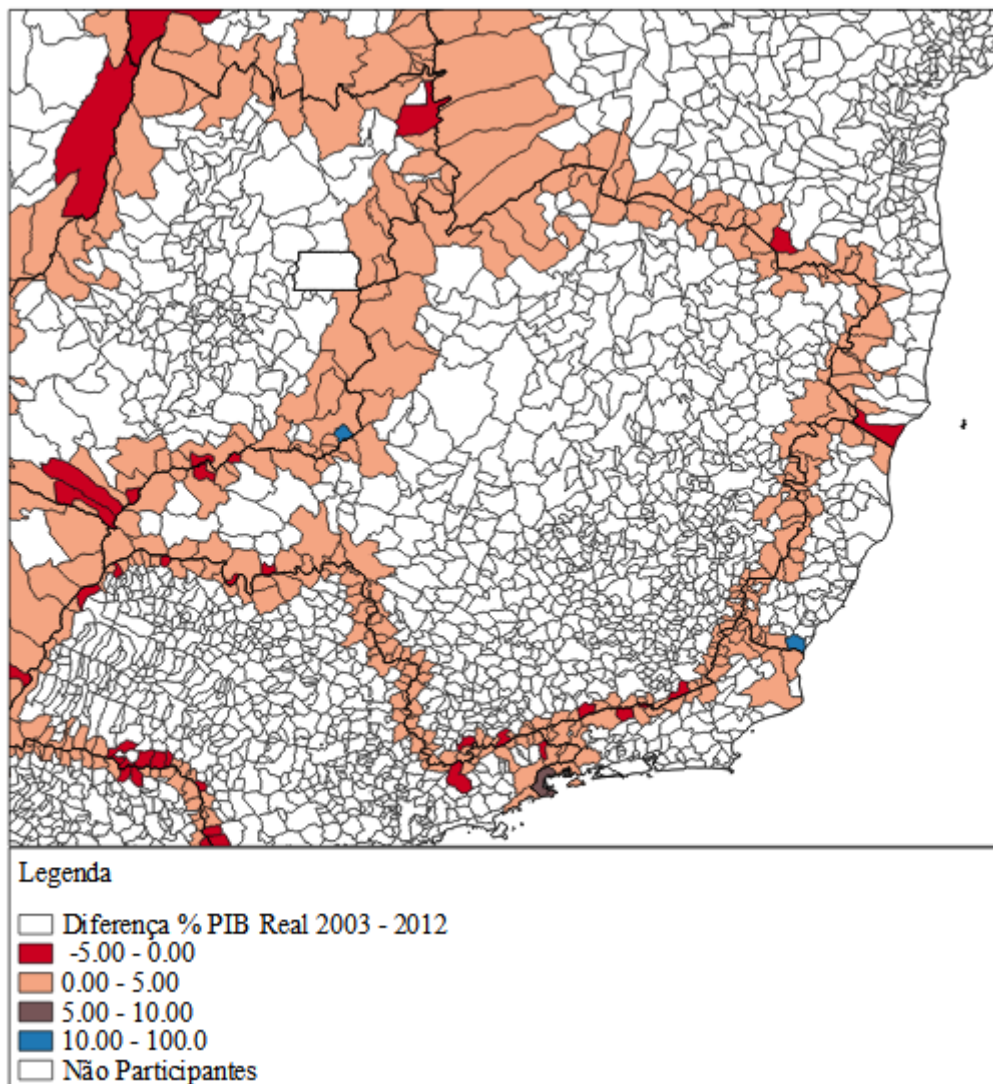 Legenda
Diferença % PIB Real 2003 - 2012
-5.00 - 0.00
0.00 - 5.00
5.00 - 10.00
10.00 - 100.0
Não Participantes